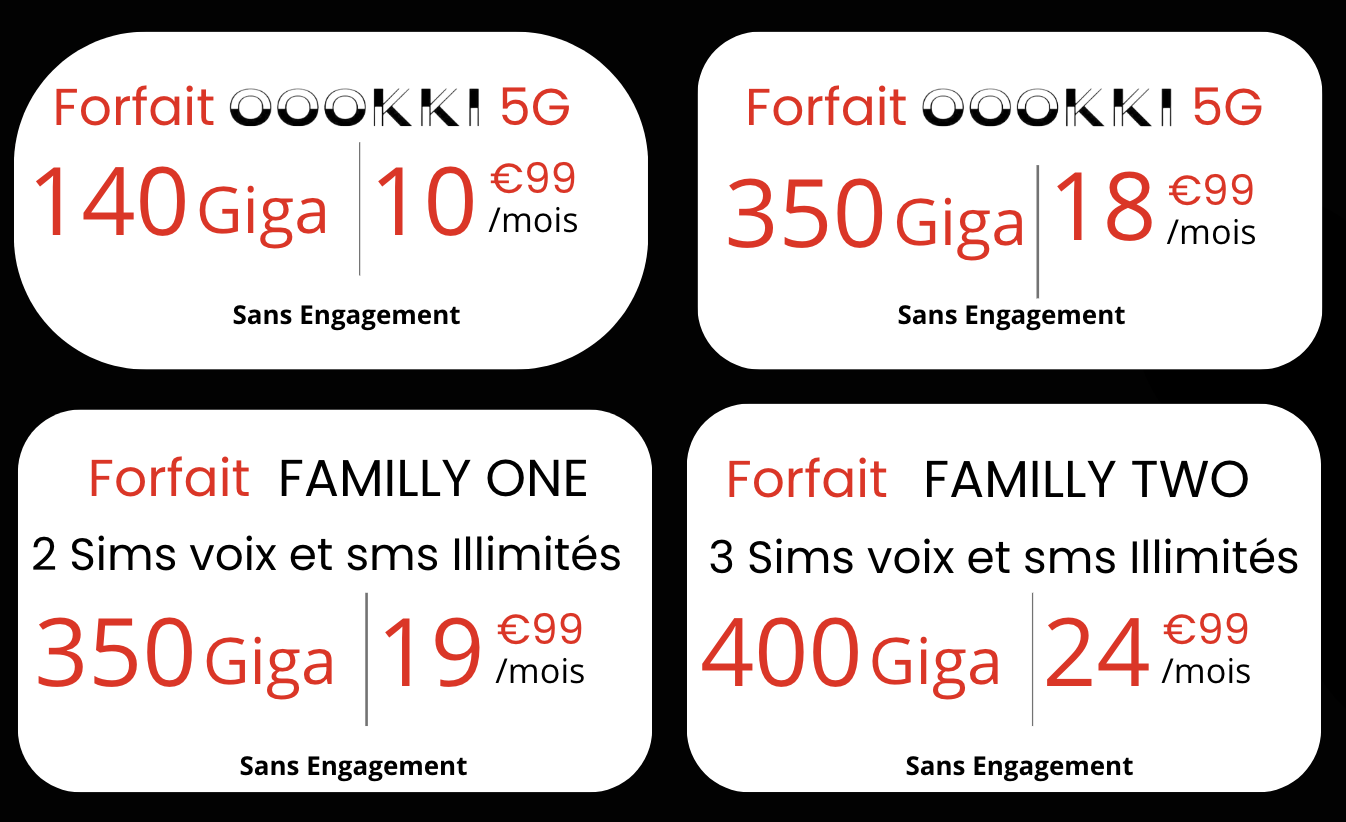 Forfait OOOKKI 5G
140 Giga
10 €99
/mois
Sans Engagement
Forfait OOOKKI 5G
350 Giga
18 €99
/mois
Sans Engagement
Forfait FAMILLY ONE
2 Sims voix et sms Illimités
350 Giga
19 €99
/mois
Sans Engagement
Forfait FAMILLY TWO
3 Sims voix et sms Illimités
400 Giga
24 €99
/mois
Sans Engagement